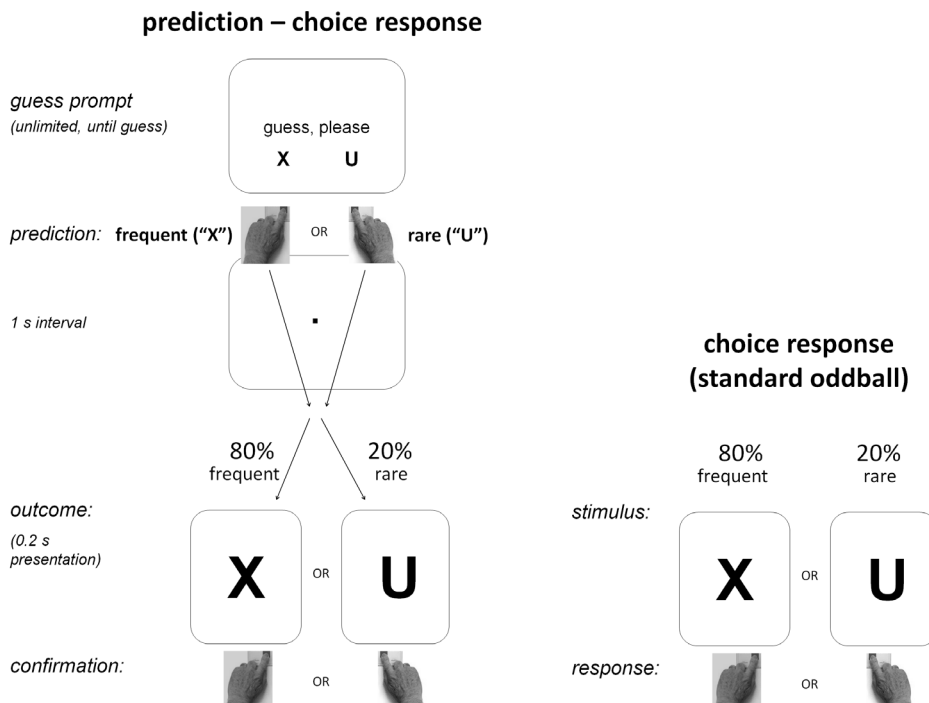 prediction – choice response
guess prompt
(unlimited, until guess)
guess, please
X U
prediction: frequent (“X”) OR rare (“U”)
1 s interval
choice response
(standard oddball)
80% 20%
frequent rare
80% 20%
frequent rare
outcome:
(0.2 s
presentation)
X OR U
stimulus:
X OR U
confirmation: OR
response: OR